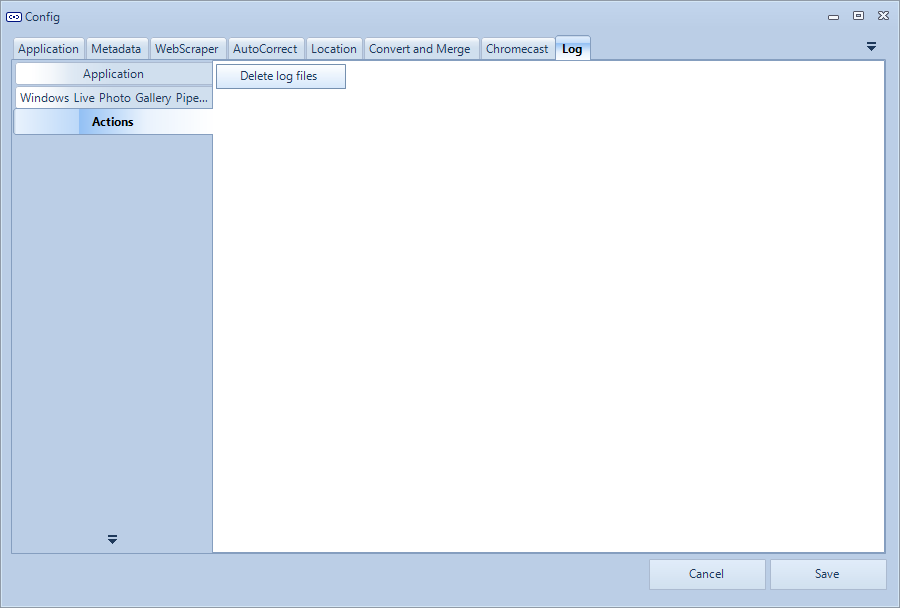 Config
Application Metadata WebScraper AutoCorrect Location Convert and Merge Chromecast Log
Application
Delete log files
Windows Live Photo Gallery Pipe...
Actions
Cancel Save